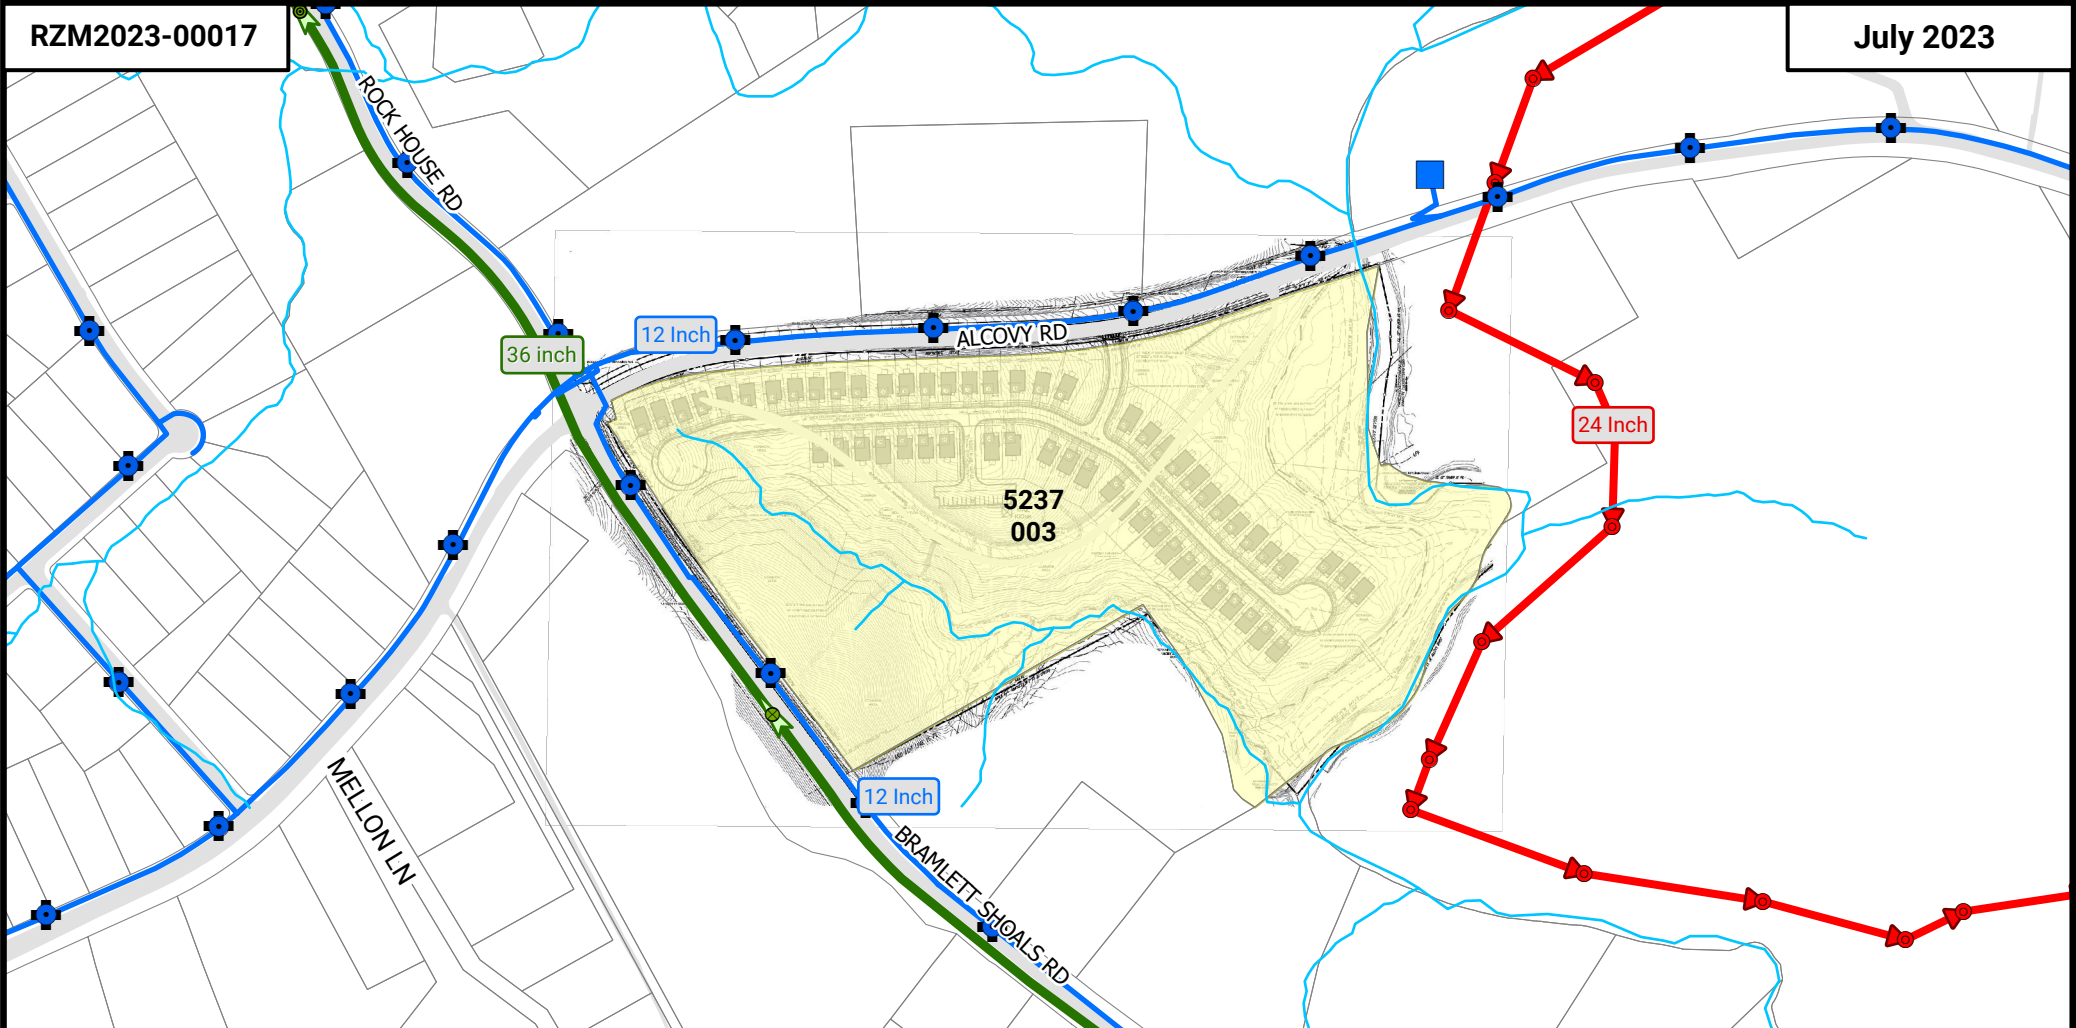 RZM2023-00017
July 2023
ROCK HOUSE RD
12 Inch
36 inch
ALCOVY RD
24 Inch
5237
003
MELLON LN
12 Inch
BRAMLETT SHOALS RD